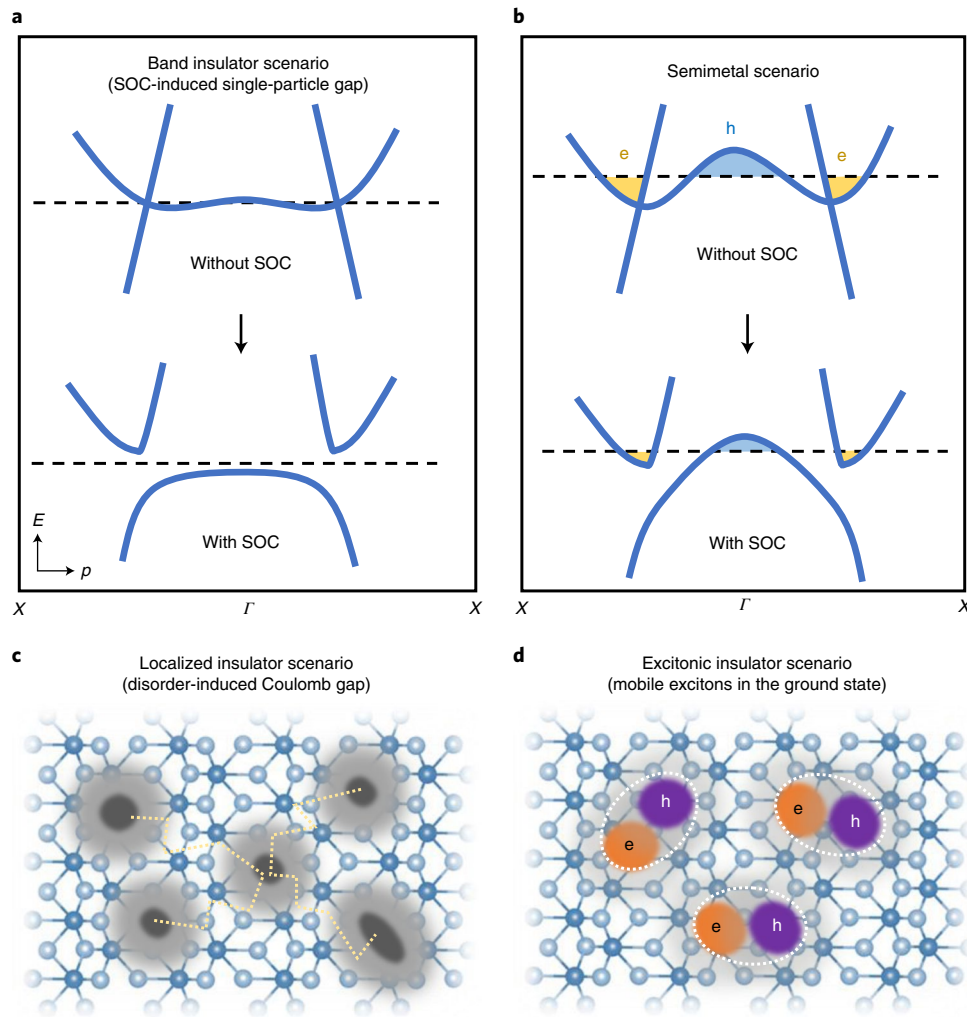 a
Band insulator scenario
(SOC-induced single-particle gap)
Without SOC
With SOC
E
p
X
Γ
X
b
Semimetal scenario
e
h
e
Without SOC
With SOC
X
Γ
X
c
Localized insulator scenario
(disorder-induced Coulomb gap)
d
Excitonic insulator scenario
(mobile excitons in the ground state)
h
e
e
h
e
h